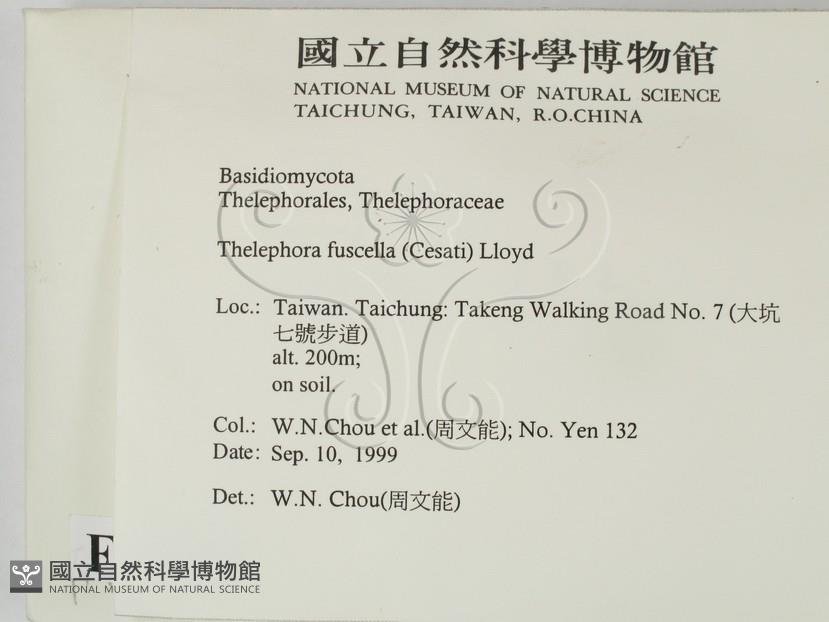 國立自然科學博物館
NATIONAL MUSEUM OF NATURAL SCIENCE
TAICHUNG, TAIWAN, R.O.CHINA
Basidiomycota
Thelephorales, Thelephoraceae
Thelephora fuscella (Cesati) Lloyd
Loc.: Taiwan. Taichung: Takeng Walking Road No. 7 (大坑
七號步道)
alt. 200m;
on soil.
Col.: W.N.Chou et al.(周文能); No. Yen 132
Date: Sep. 10, 1999
Det.: W.N. Chou(周文能)
F
國立自然科學博物館
NATIONAL MUSEUM OF NATURAL SCIENCE